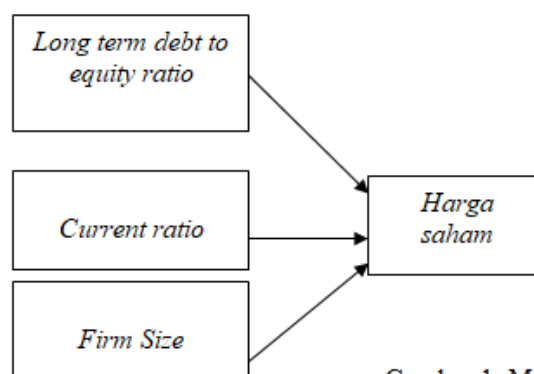 Long term debt to
equity ratio
Current ratio
Harga
saham
Firm Size